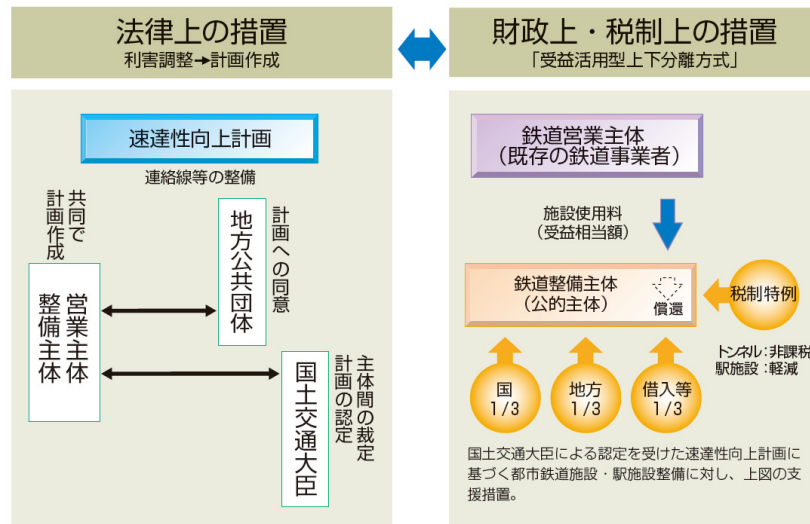 法律上の措置
利害調整→計画作成
財政上・税制上の措置
「受益活用型上下分離方式」
速達性向上計画
連絡線等の整備
共同で
計画作成
営業主体
整備主体
地方公共団体
計画への同意
国土交通大臣
主体間の裁定
計画の認定
鉄道営業主体
（既存の鉄道事業者）
施設使用料
（受益相当額）
鉄道整備主体
（公的主体）
償還
税制特例
トンネル：非課税
駅施設：軽減
国
1/3
地方
1/3
借入等
1/3
国土交通大臣による認定を受けた速達性向上計画に
基づく都市鉄道施設・駅施設整備に対し、上図の支
援措置。